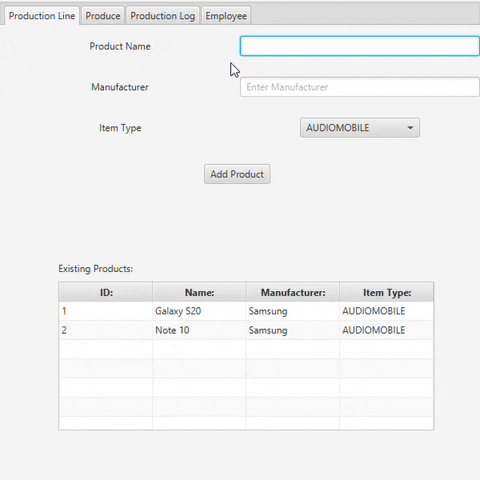 Production Line Produce Production Log Employee
Product Name
Manufacturer Enter Manufacturer
Item Type AUDIOMOBILE
Add Product
Existing Products:
ID: Name: Manufacturer: Item Type:
1 Galaxy S20 Samsung AUDIOMOBILE
2 Note 10 Samsung AUDIOMOBILE